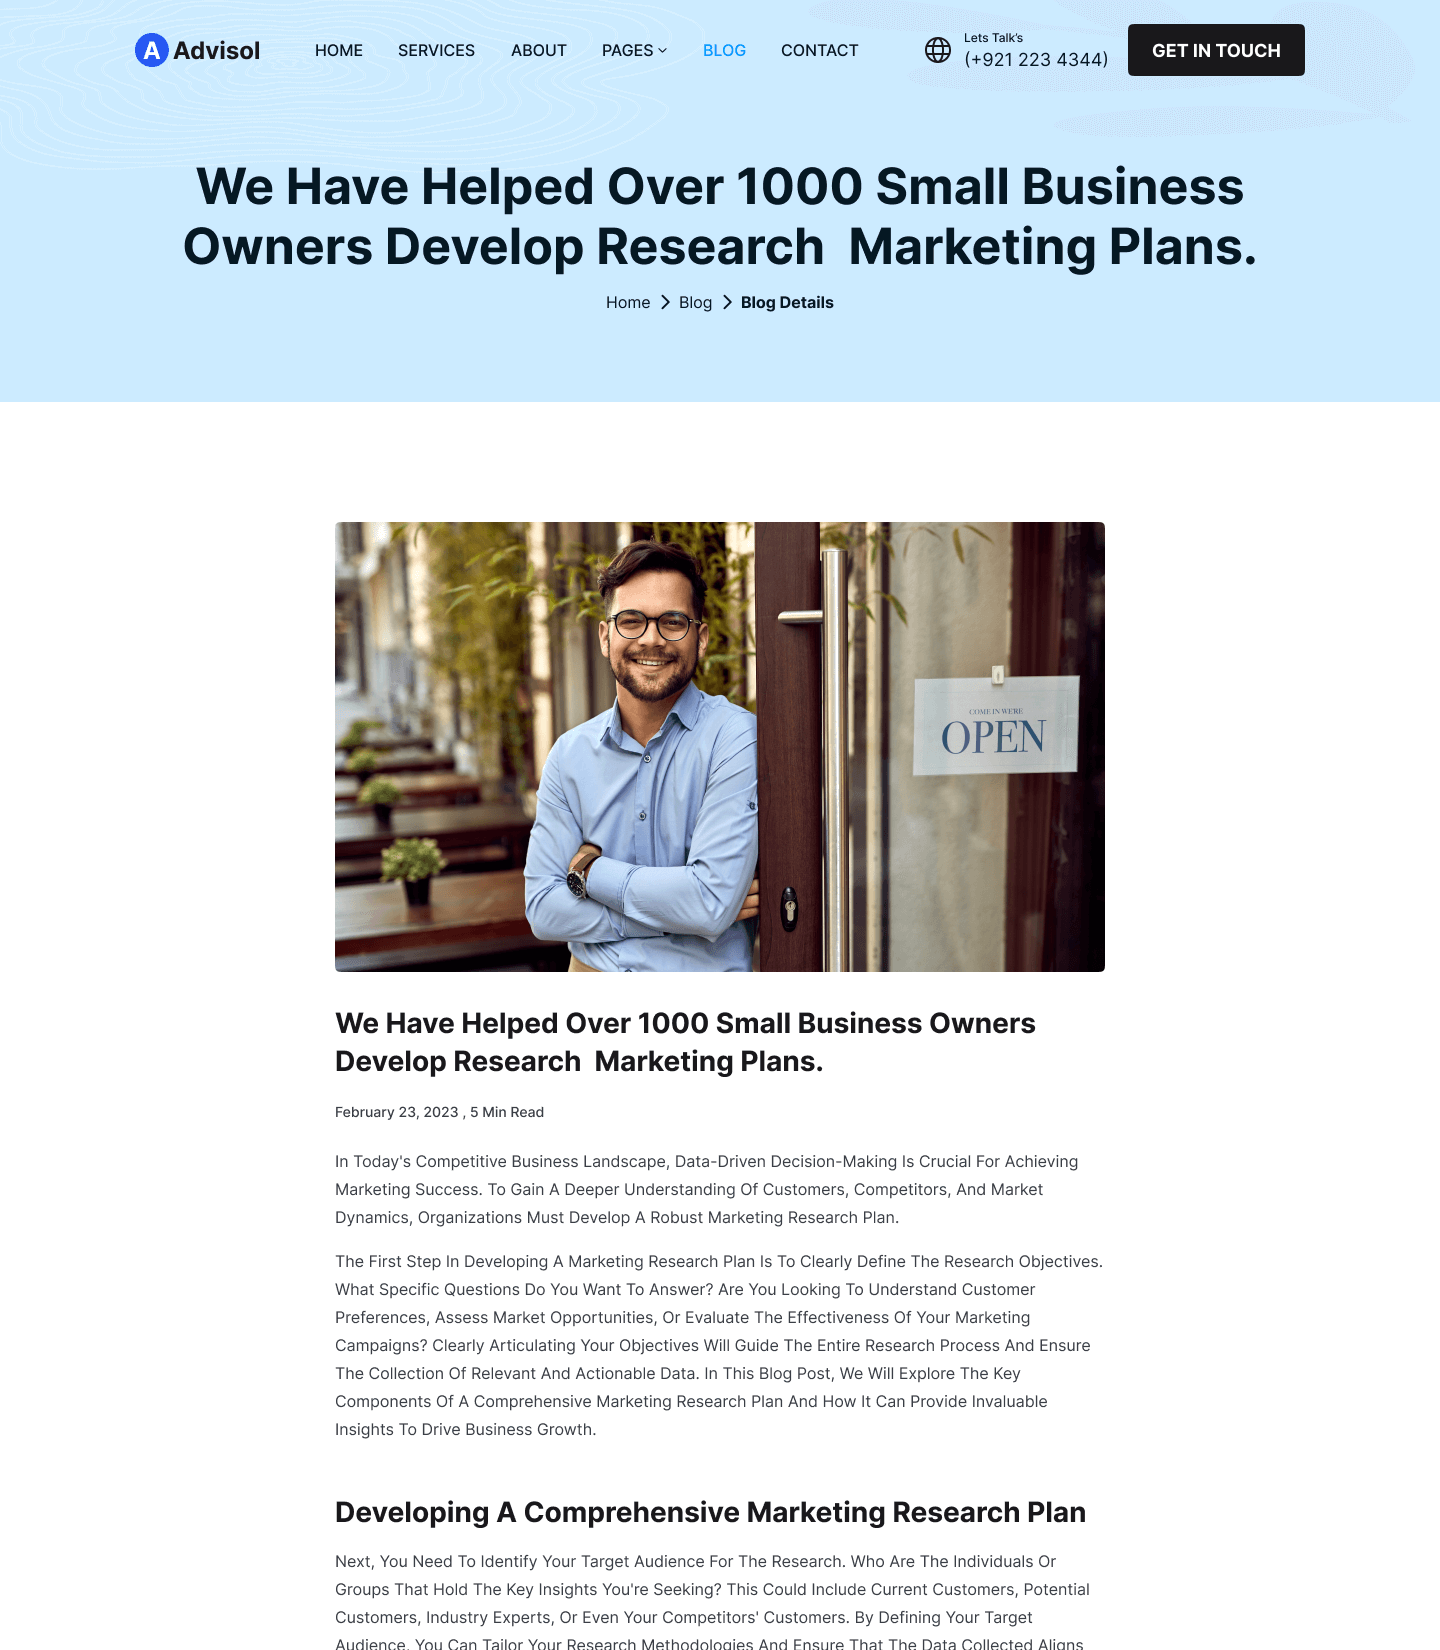 A Advisol
HOME SERVICES ABOUT PAGES BLOG CONTACT
Lets Talk's
(+921 223 4344)
GET IN TOUCH
We Have Helped Over 1000 Small Business
Owners Develop Research  Marketing Plans.
Home Blog Blog Details
COME IN WE'RE
OPEN
We Have Helped Over 1000 Small Business Owners
Develop Research  Marketing Plans.
February 23, 2023 , 5 Min Read
In Today's Competitive Business Landscape, Data-Driven Decision-Making Is Crucial For Achieving
Marketing Success. To Gain A Deeper Understanding Of Customers, Competitors, And Market
Dynamics, Organizations Must Develop A Robust Marketing Research Plan.
The First Step In Developing A Marketing Research Plan Is To Clearly Define The Research Objectives.
What Specific Questions Do You Want To Answer? Are You Looking To Understand Customer
Preferences, Assess Market Opportunities, Or Evaluate The Effectiveness Of Your Marketing
Campaigns? Clearly Articulating Your Objectives Will Guide The Entire Research Process And Ensure
The Collection Of Relevant And Actionable Data. In This Blog Post, We Will Explore The Key
Components Of A Comprehensive Marketing Research Plan And How It Can Provide Invaluable
Insights To Drive Business Growth.
Developing A Comprehensive Marketing Research Plan
Next, You Need To Identify Your Target Audience For The Research. Who Are The Individuals Or
Groups That Hold The Key Insights You're Seeking? This Could Include Current Customers, Potential
Customers, Industry Experts, Or Even Your Competitors' Customers. By Defining Your Target
Audience, You Can Tailor Your Research Methodologies And Ensure That The Data Collected Aligns